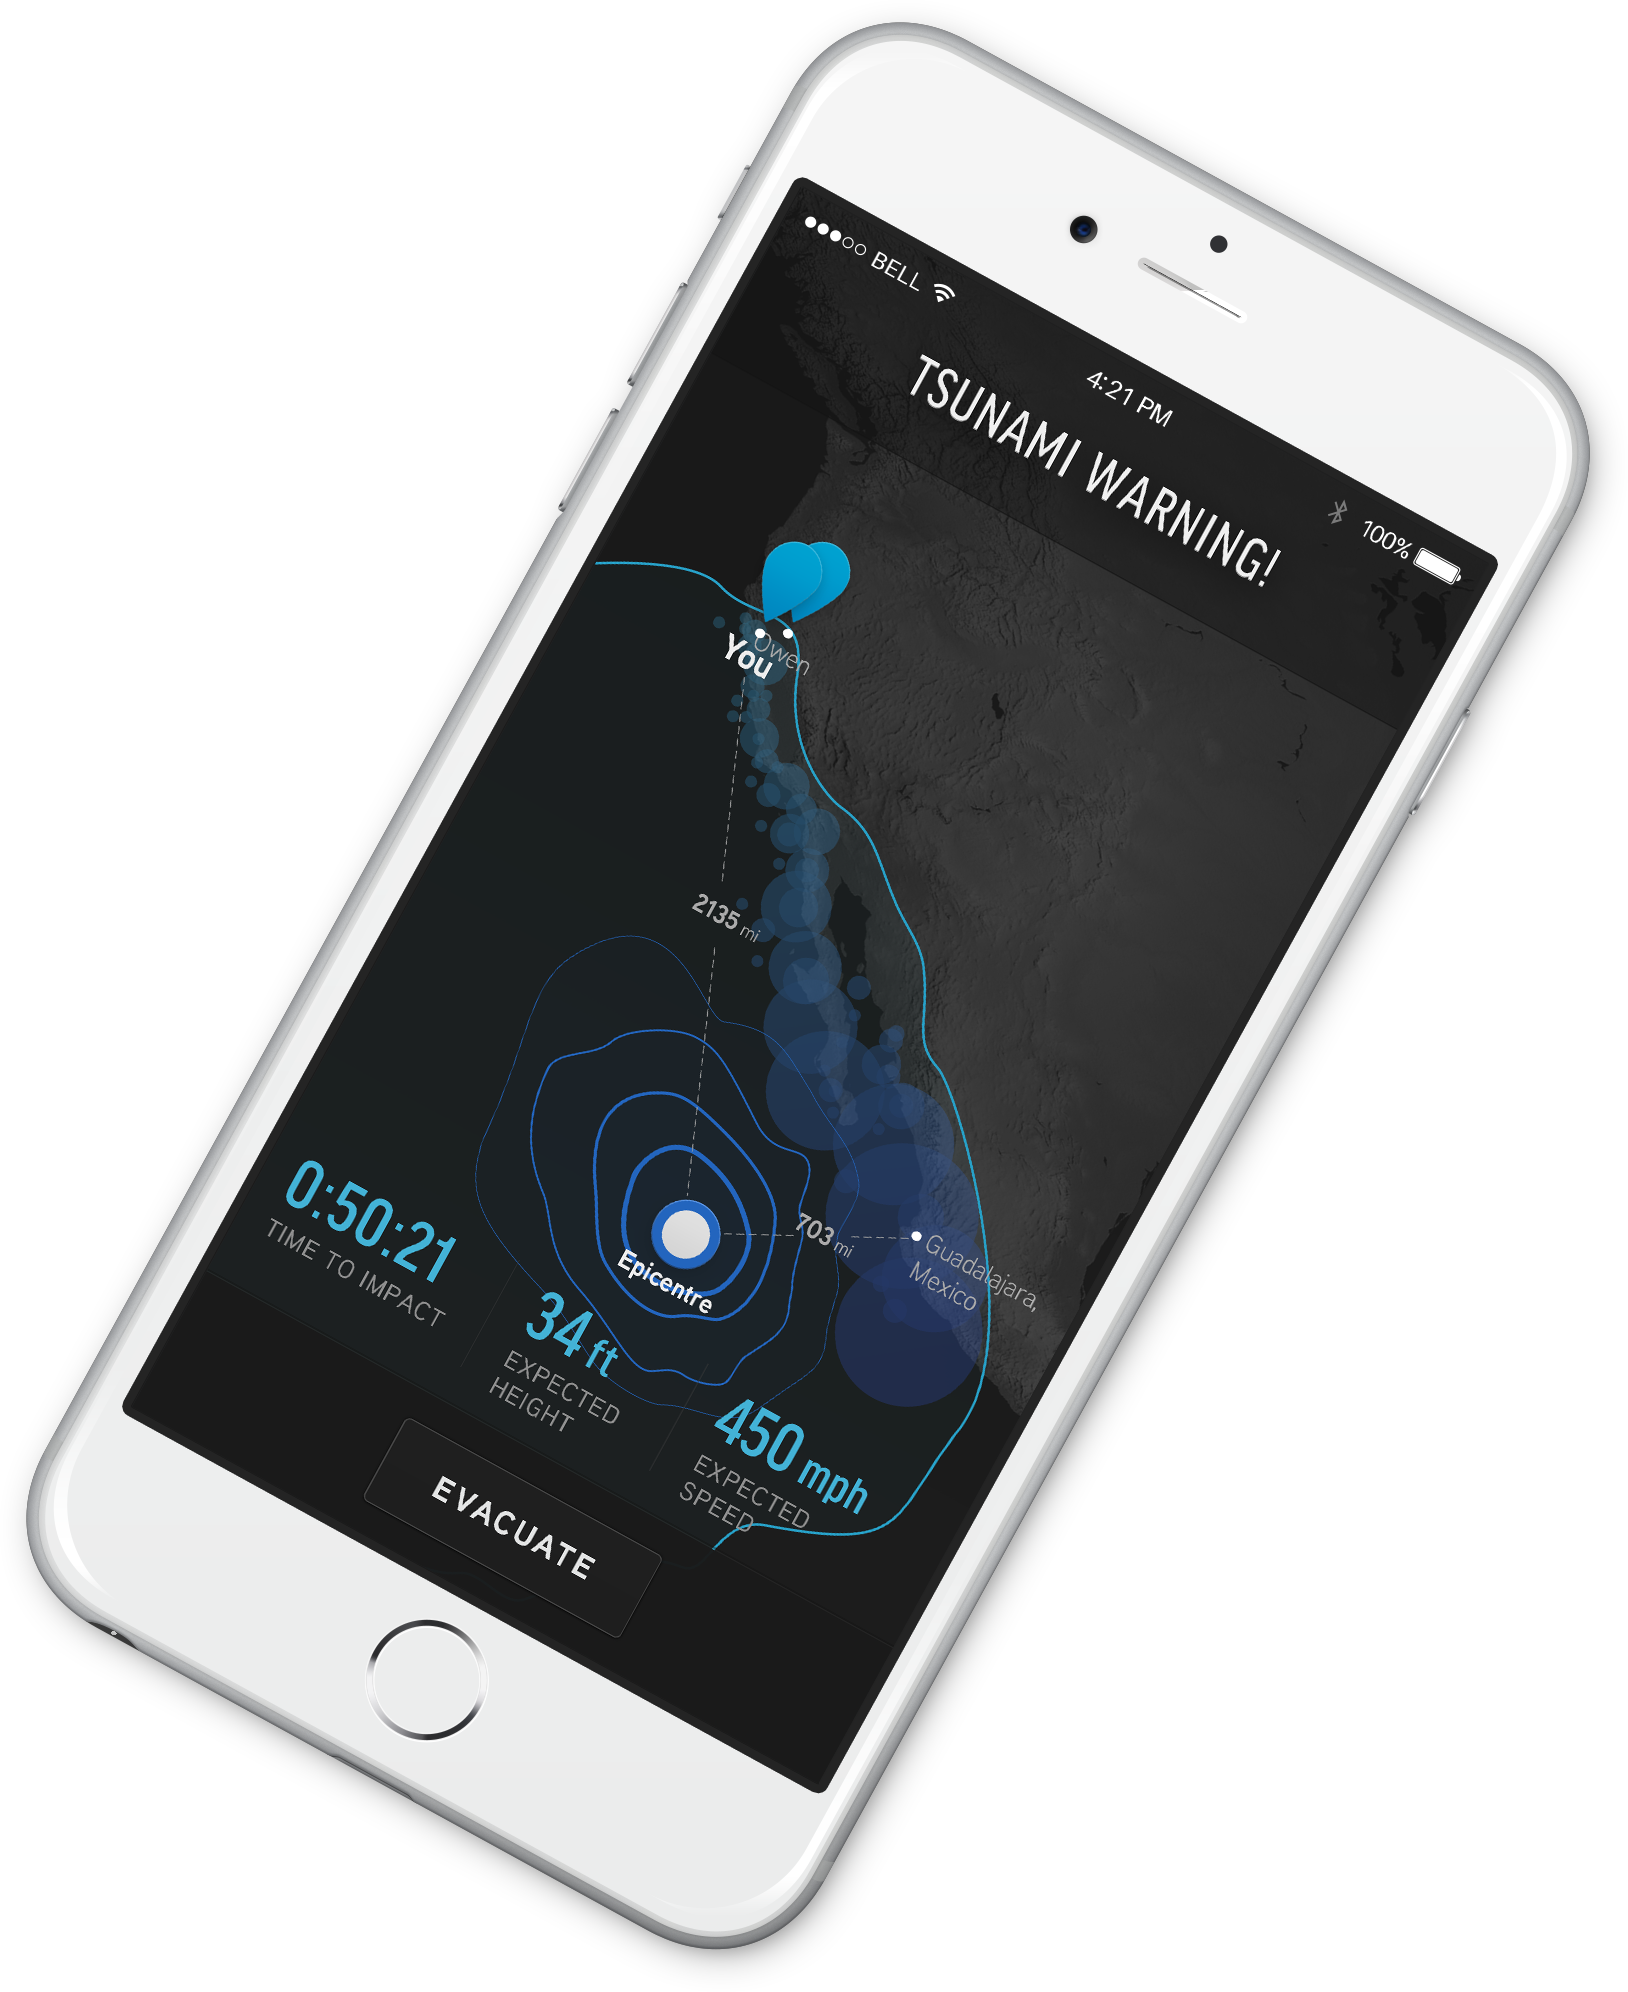 BELL
4:21 PM
100%
TSUNAMI WARNING!
Owen
You
2135 mi
703 mi
Guadalajara,
Mexico
Epicentre
0:50:21
TIME TO IMPACT
34 ft
EXPECTED
HEIGHT
450 mph
EXPECTED
SPEED
EVACUATE